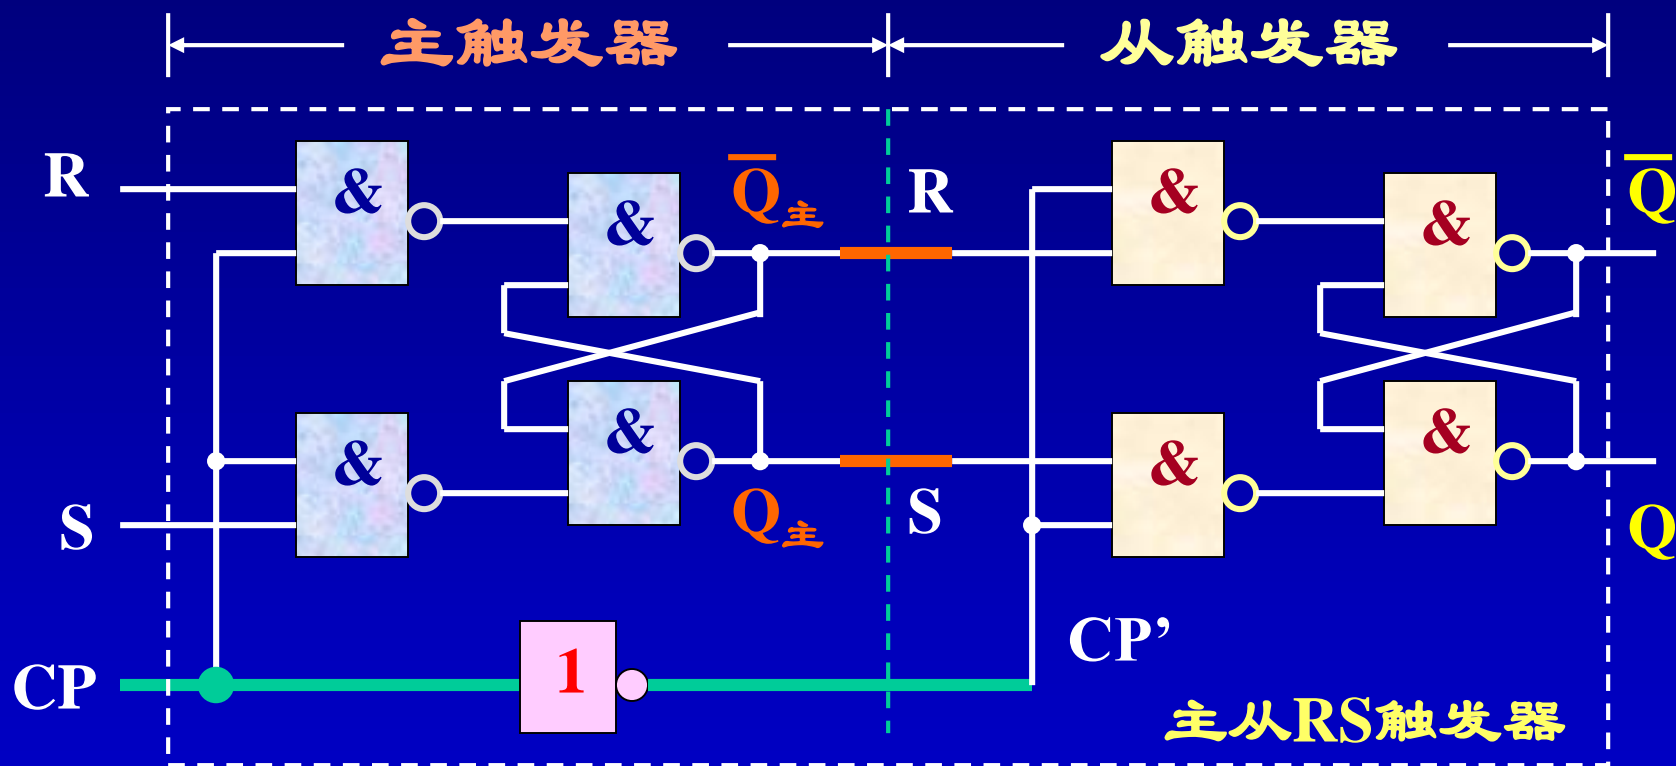 主触发器 从触发器
R & & Q̅主 R & & Q̅
S & & Q主 S & & Q
CP 1 CP’
主从RS触发器